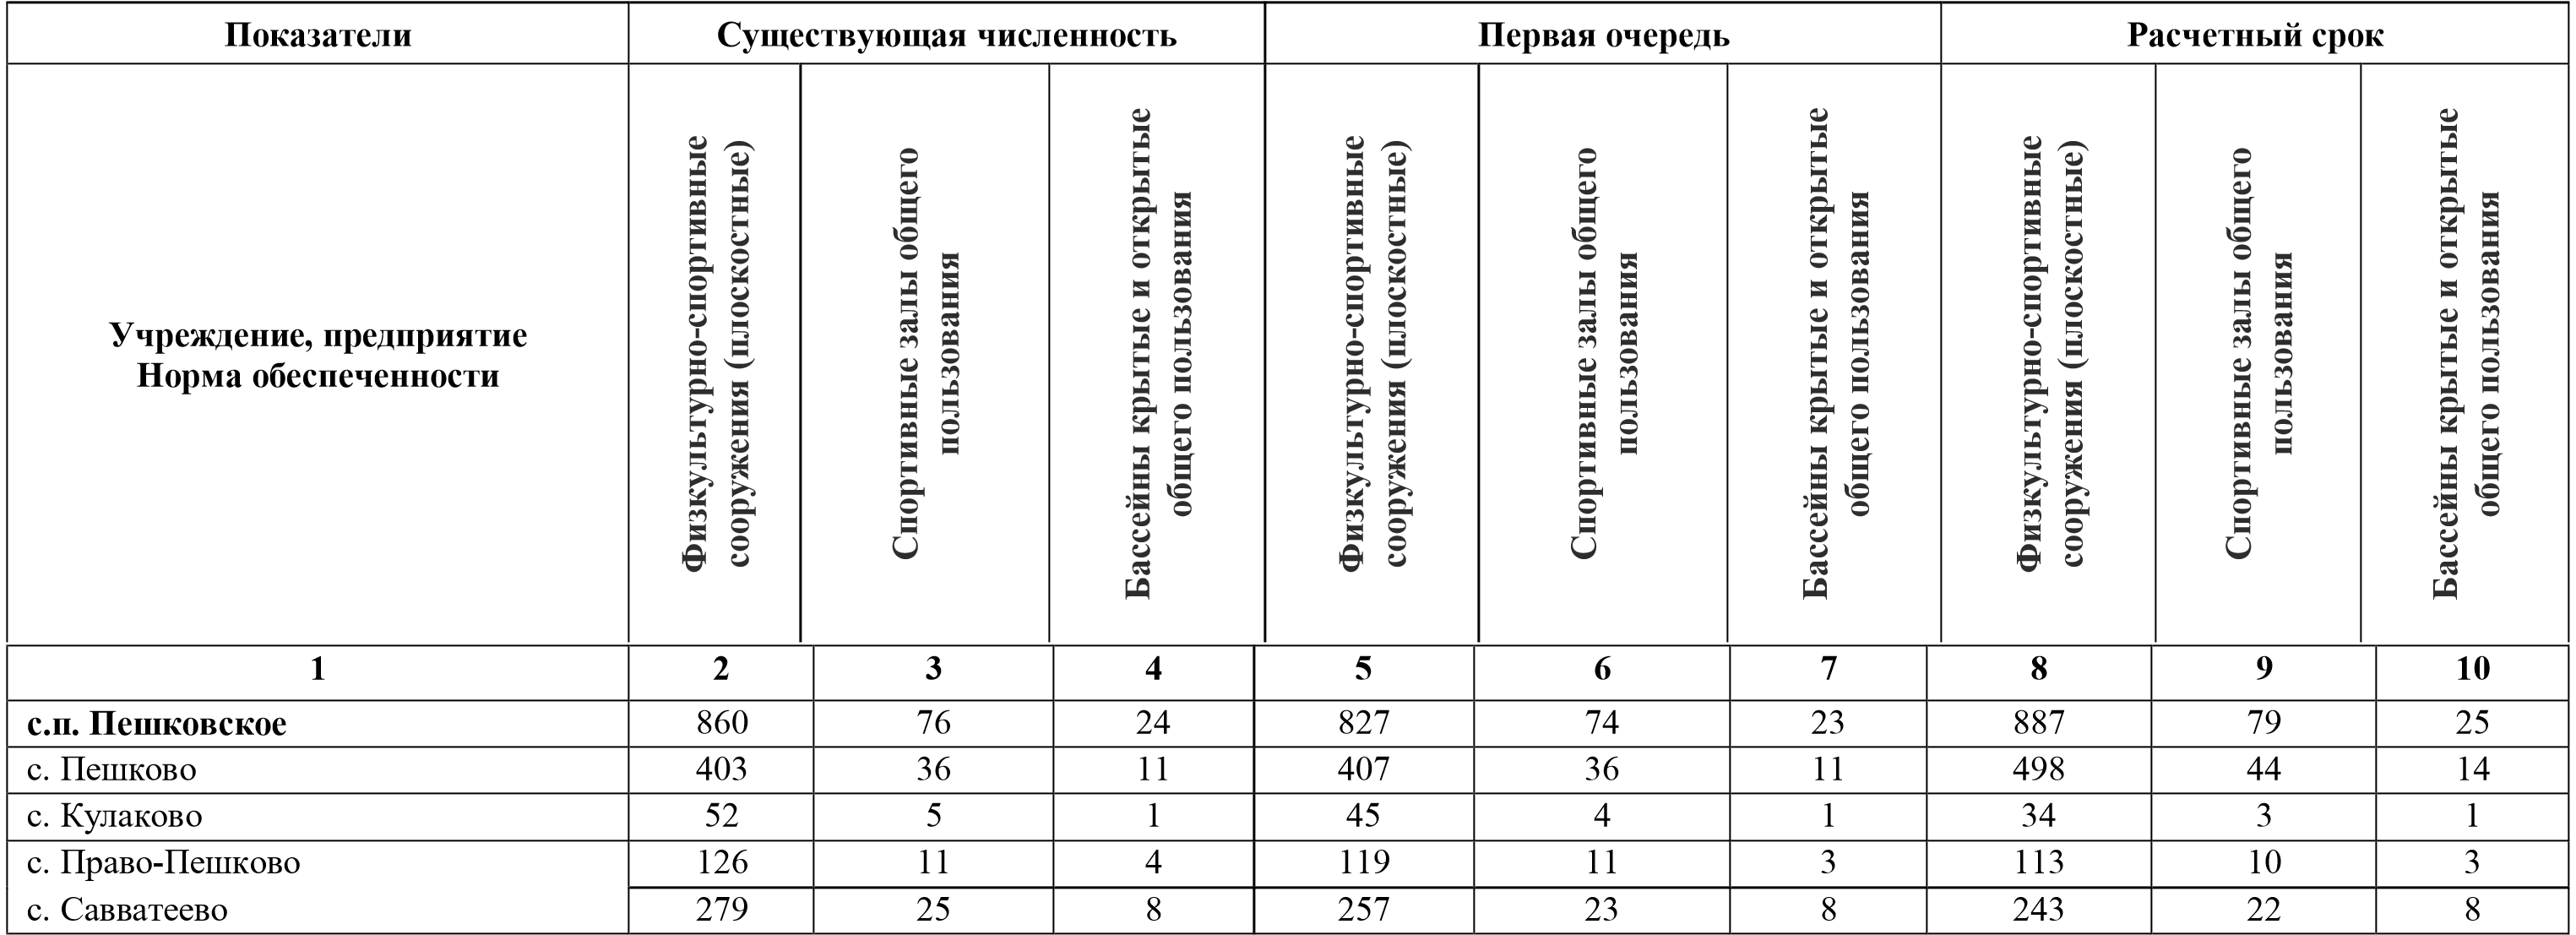 Показатели Существующая численность Первая очередь Расчетный срок
Учреждение, предприятие
Норма обеспеченности
Физкультурно-спортивные
сооружения (плоскостные)
Спортивные залы общего
пользования
Бассейны крытые и открытые
общего пользования
Физкультурно-спортивные
сооружения (плоскостные)
Спортивные залы общего
пользования
Бассейны крытые и открытые
общего пользования
Физкультурно-спортивные
сооружения (плоскостные)
Спортивные залы общего
пользования
Бассейны крытые и открытые
общего пользования
1 2 3 4 5 6 7 8 9 10
с.п. Пешковское 860 76 24 827 74 23 887 79 25
с. Пешково 403 36 11 407 36 11 498 44 14
с. Кулаково 52 5 1 45 4 1 34 3 1
с. Право-Пешково 126 11 4 119 11 3 113 10 3
с. Савватеево 279 25 8 257 23 8 243 22 8